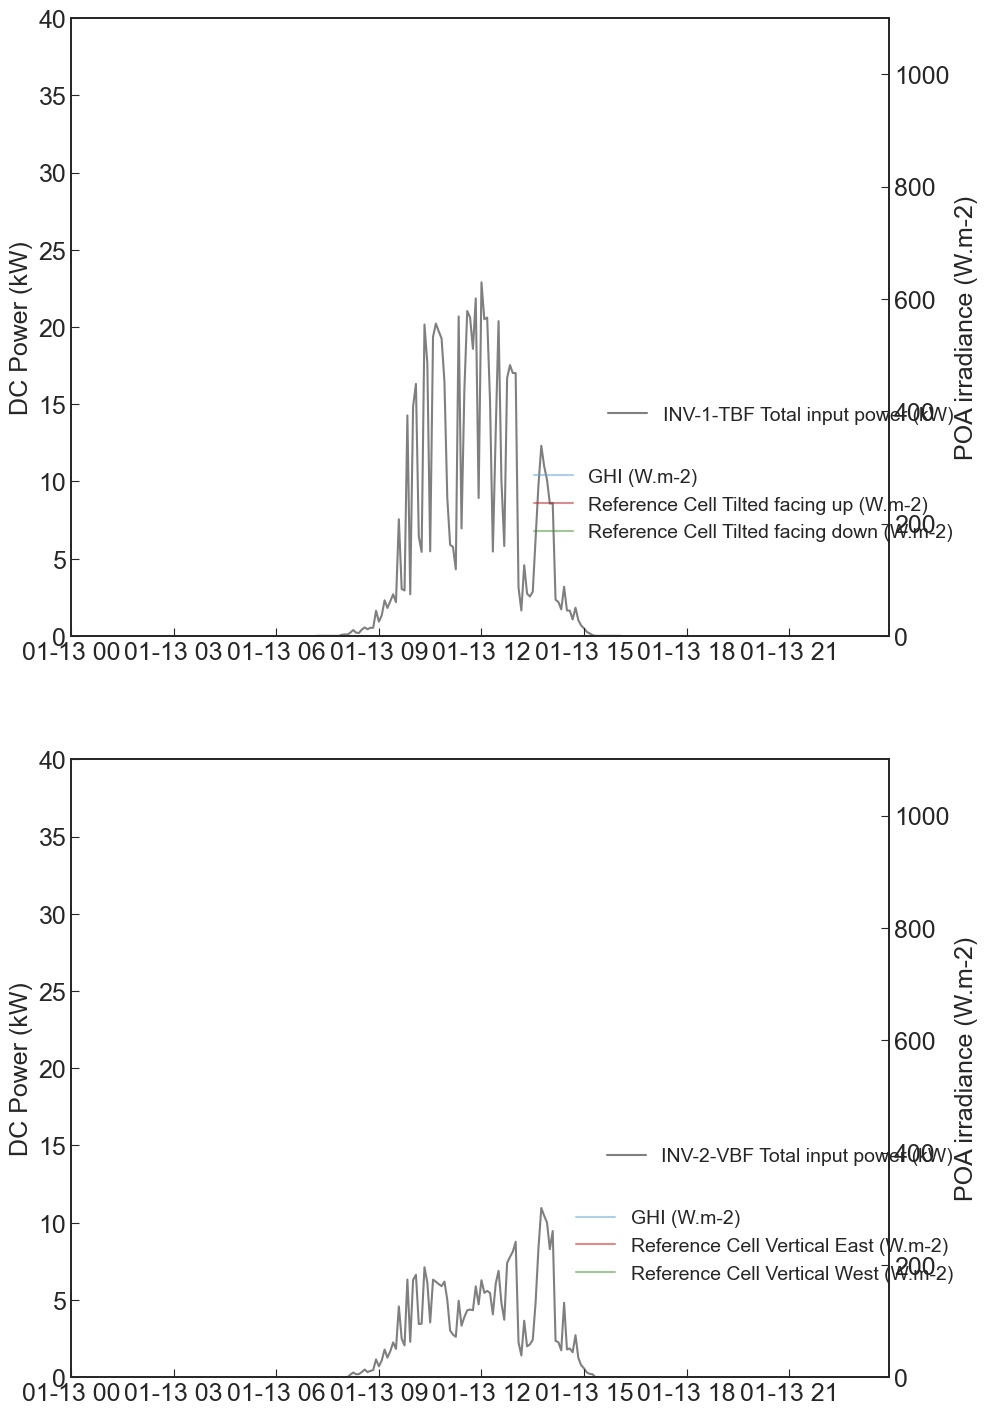 40
35
30
25
20
15
10
5
0
DC Power (kW)
1000
800
600
400
200
0
POA irradiance (W.m-2)
INV-1-TBF Total input power (kW)
GHI (W.m-2)
Reference Cell Tilted facing up (W.m-2)
Reference Cell Tilted facing down (W.m-2)
01-13 00 01-13 03 01-13 06 01-13 09 01-13 12 01-13 15 01-13 18 01-13 21
40
35
30
25
20
15
10
5
0
DC Power (kW)
1000
800
600
400
200
0
POA irradiance (W.m-2)
INV-2-VBF Total input power (kW)
GHI (W.m-2)
Reference Cell Vertical East (W.m-2)
Reference Cell Vertical West (W.m-2)
01-13 00 01-13 03 01-13 06 01-13 09 01-13 12 01-13 15 01-13 18 01-13 21